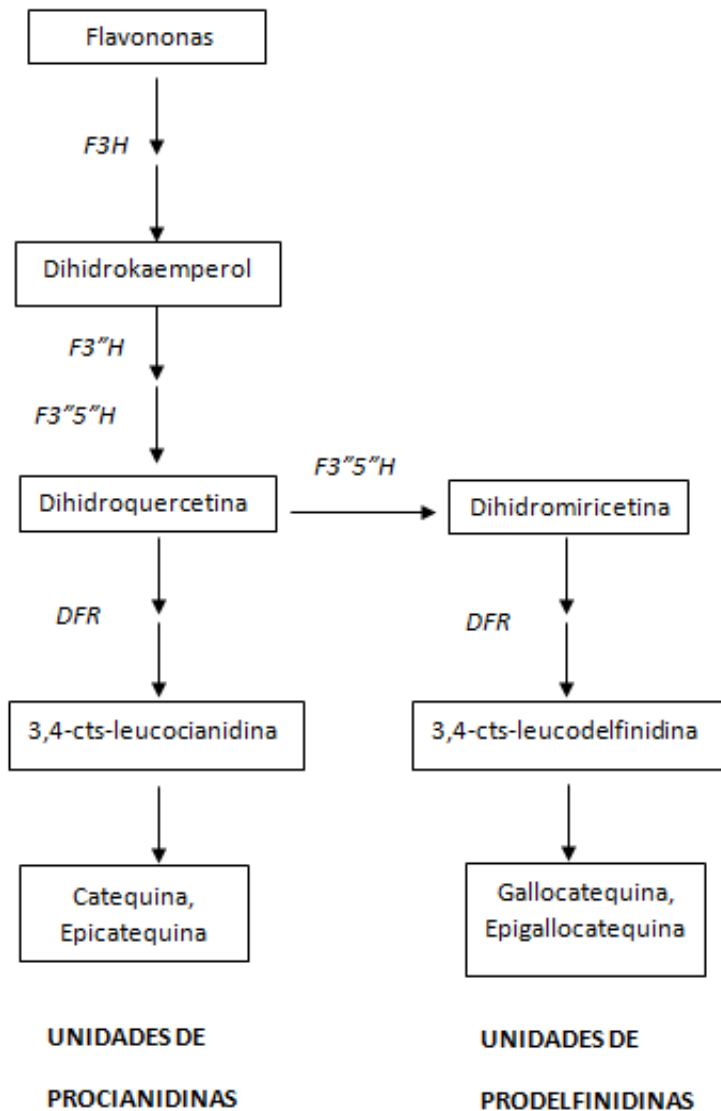 Flavononas
F3H
Dihidrokaemperol
F3″H
F3″5″H
F3″5″H
Dihidroquercetina
Dihidromiricetina
DFR
DFR
3,4-cts-leucocianidina
3,4-cts-leucodelfinidina
Catequina,
Epicatequina
Gallocatequina,
Epigallocatequina
UNIDADES DE
PROCIANIDINAS
UNIDADES DE
PRODELFINIDINAS